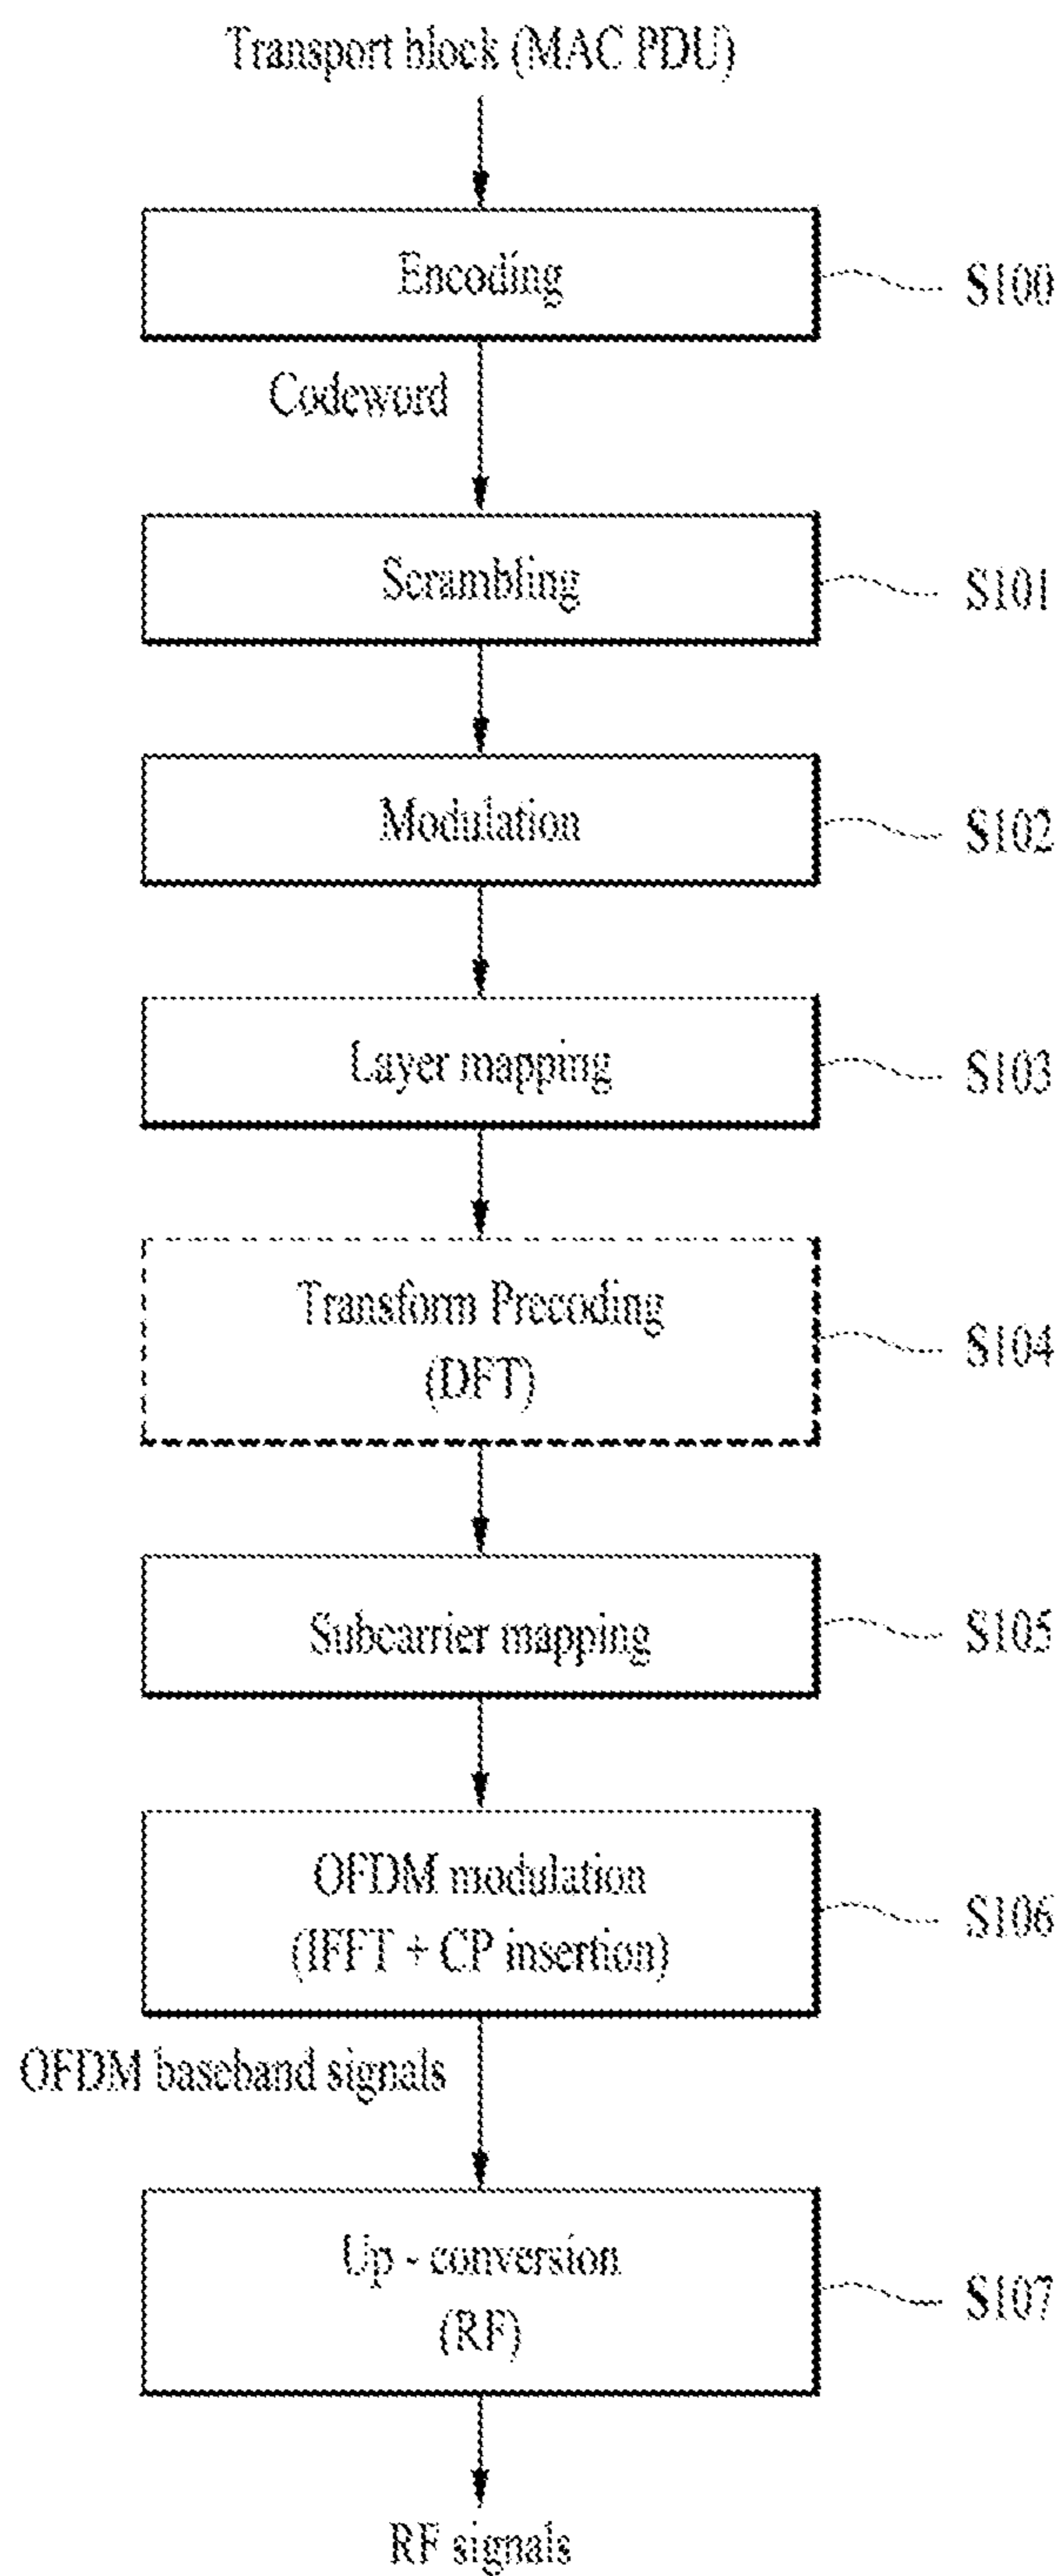 Transport block (MAC PDU)
Encoding
S100
Codeword
Scrambling
S101
Modulation
S102
Layer mapping
S103
Transform Precoding
(DFT)
S104
Subcarrier mapping
S105
OFDM modulation
(IFFT + CP insertion)
S106
OFDM baseband signals
Up - conversion
(RF)
S107
RF signals